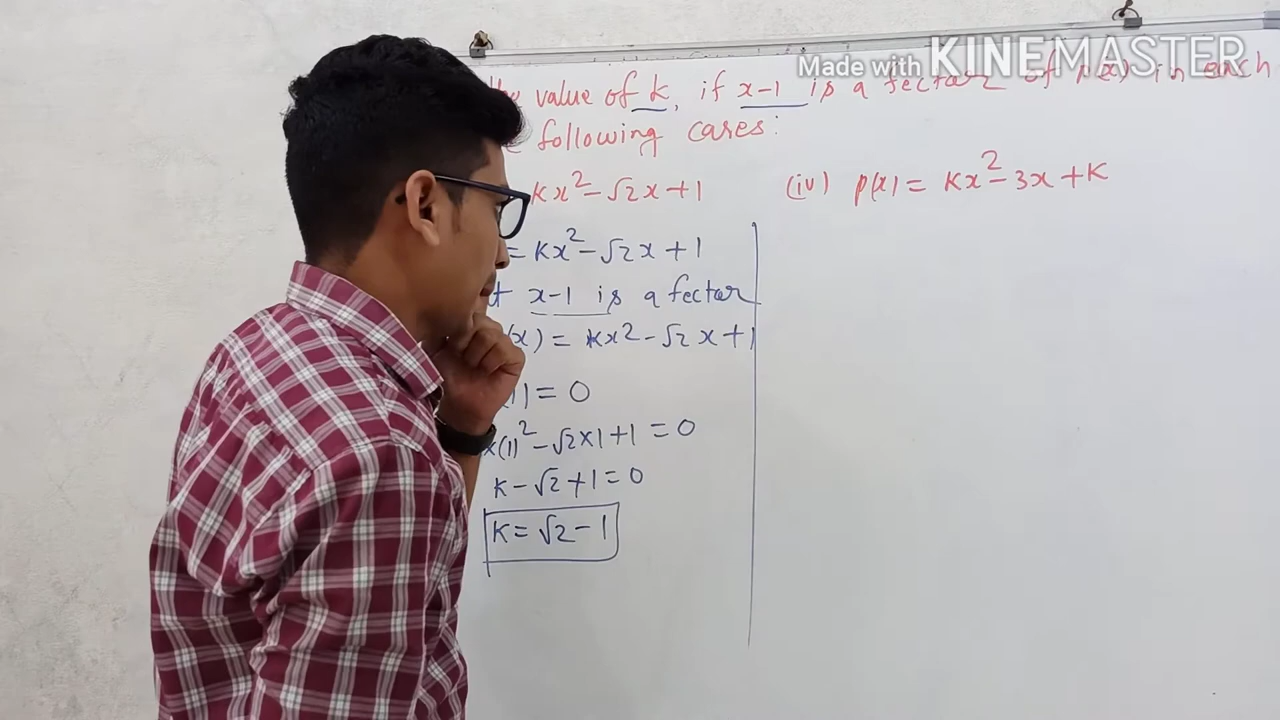 Made with KINEMASTER
the value of k, if x-1 is a factor of p(x) in each
following cases:
kx²-√2x+1
(iv) p(x) = kx²-3x+k
= kx²-√2x+1
x-1 is a factor
(x) = kx²-√2x+1
(1) = 0
x(1)²-√2x1+1=0
k-√2+1=0
k=√2-1